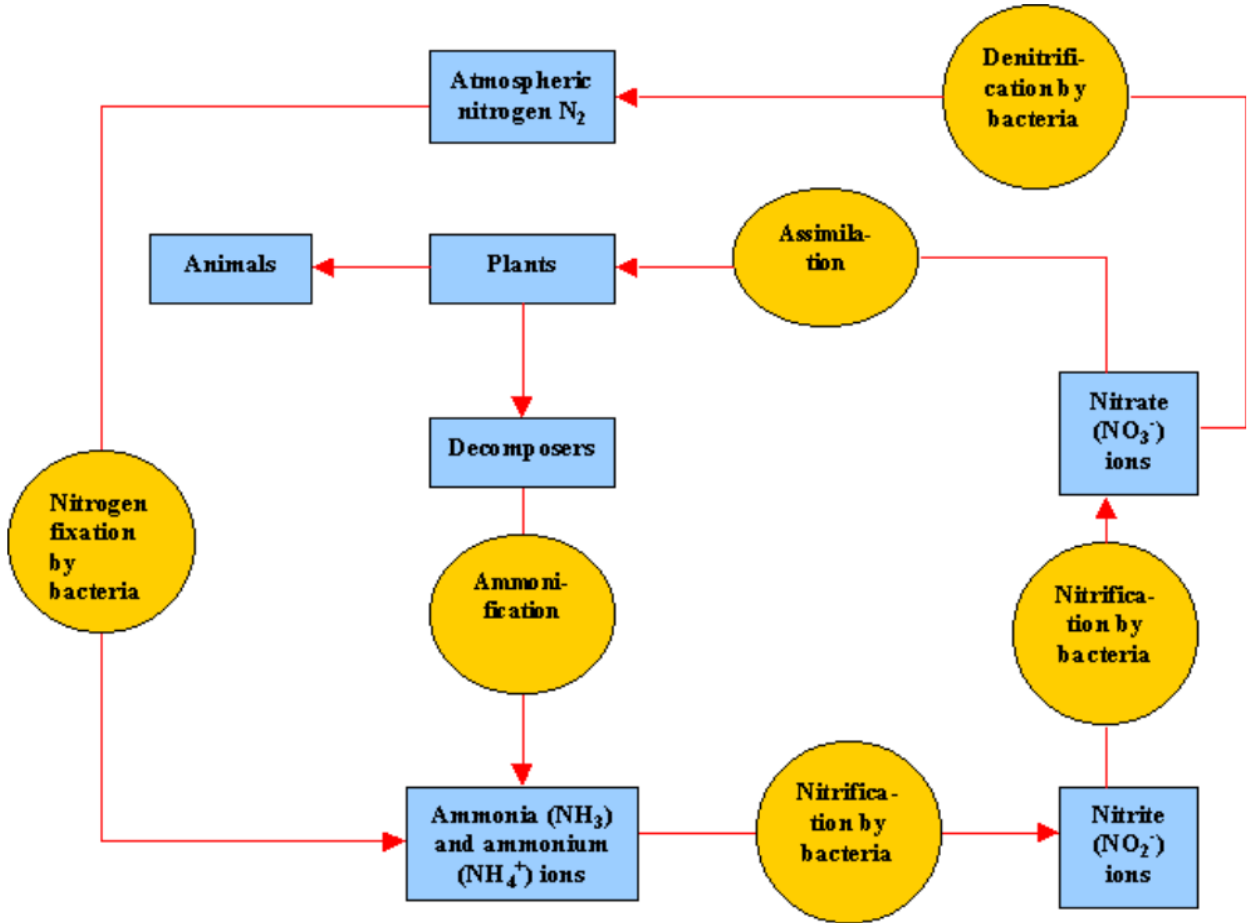 Atmospheric
nitrogen N₂
Denitrifi-
cation by
bacteria
Assimila-
tion
Animals
Plants
Nitrate
(NO₃⁻)
ions
Decomposers
Nitrogen
fixation
by
bacteria
Ammoni-
fication
Nitrifica-
tion by
bacteria
Ammonia (NH₃)
and ammonium
(NH₄⁺) ions
Nitrifica-
tion by
bacteria
Nitrite
(NO₂⁻)
ions